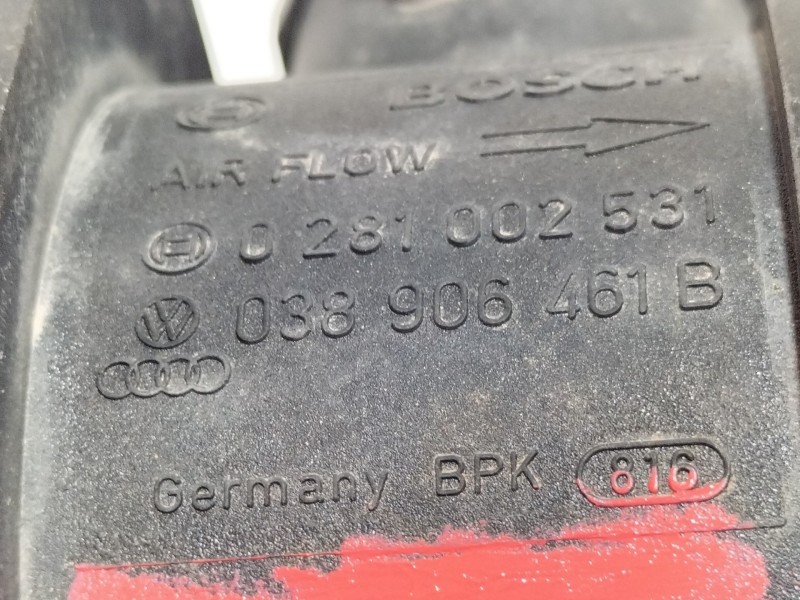 BOSCH
AIR FLOW
0 281 002 531
038 906 461 B
Germany BPK 816